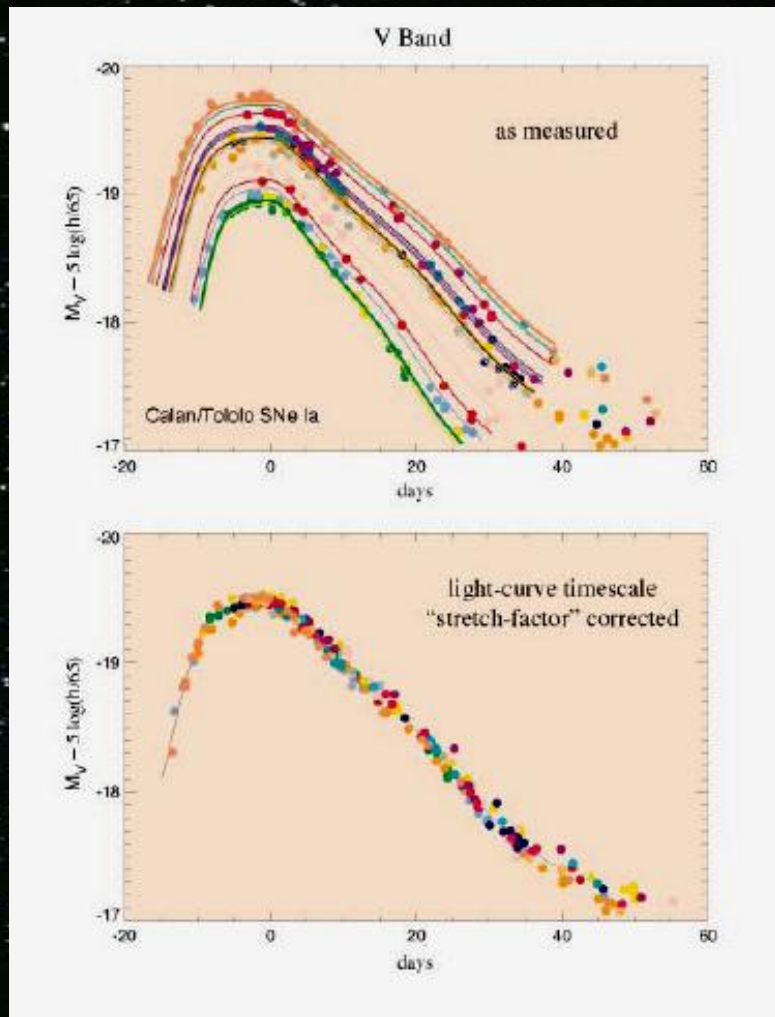 V Band
-20
as measured
-19
M_V – 5 log(h/65)
-18
Calan/Tololo SNe Ia
-17
-20 0 20 40 60
days
-20
light-curve timescale
“stretch-factor” corrected
-19
M_V – 5 log(h/65)
-18
-17
-20 0 20 40 60
days